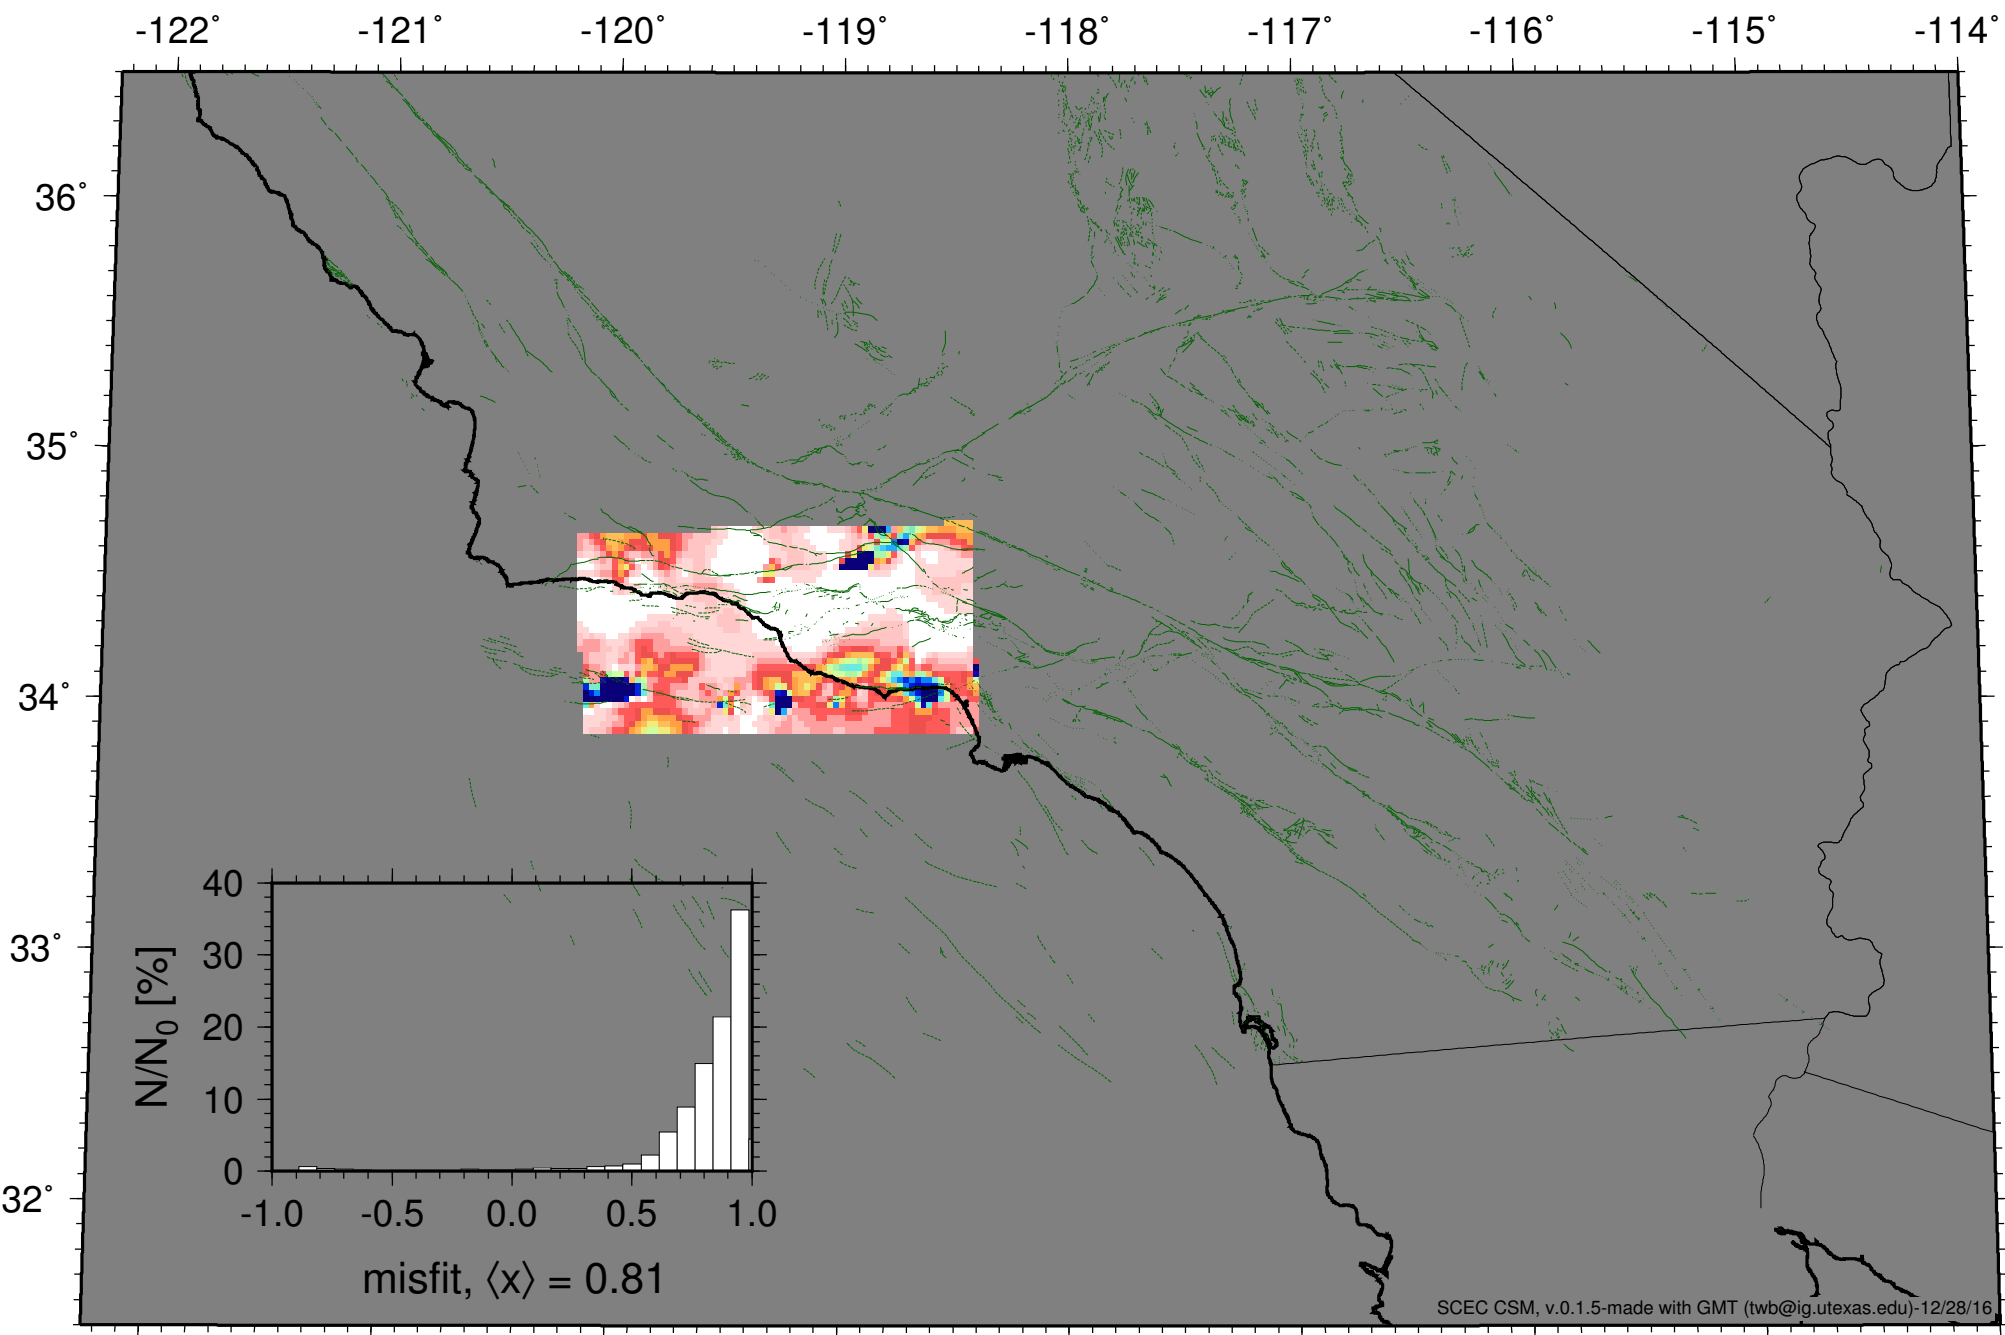 -122˚ -121˚ -120˚ -119˚ -118˚ -117˚ -116˚ -115˚ -114˚
36˚
35˚
34˚
33˚
32˚
40
30
20
10
0
N/N0 [%]
-1.0 -0.5 0.0 0.5 1.0
misfit, ⟨x⟩ = 0.81
SCEC CSM, v.0.1.5-made with GMT (twb@ig.utexas.edu)-12/28/16